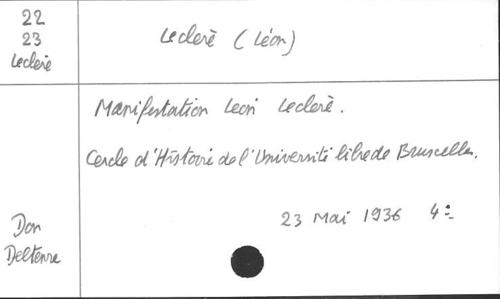 22
23
Leclerè
Leclerè (Léon)
Manifestation Leon Leclerè.
Cercle d'Histoire de l'Université libre de Bruxelles.
23 Mai 1936 4º
Don
Deltenre